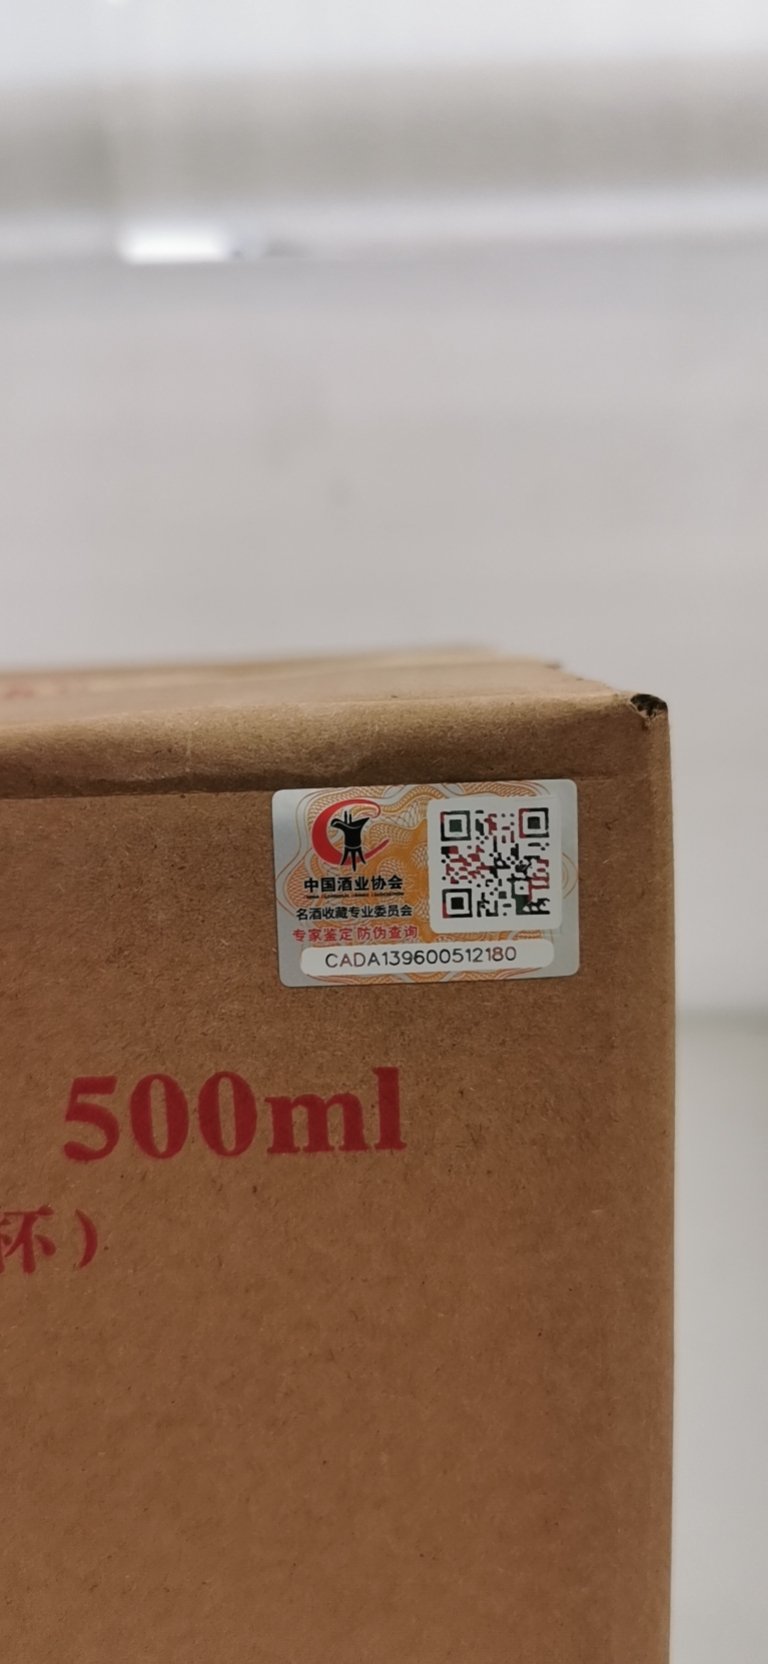 中国酒业协会
名酒收藏专业委员会
专家鉴定 防伪查询
CADA139600512180
500ml
杯）